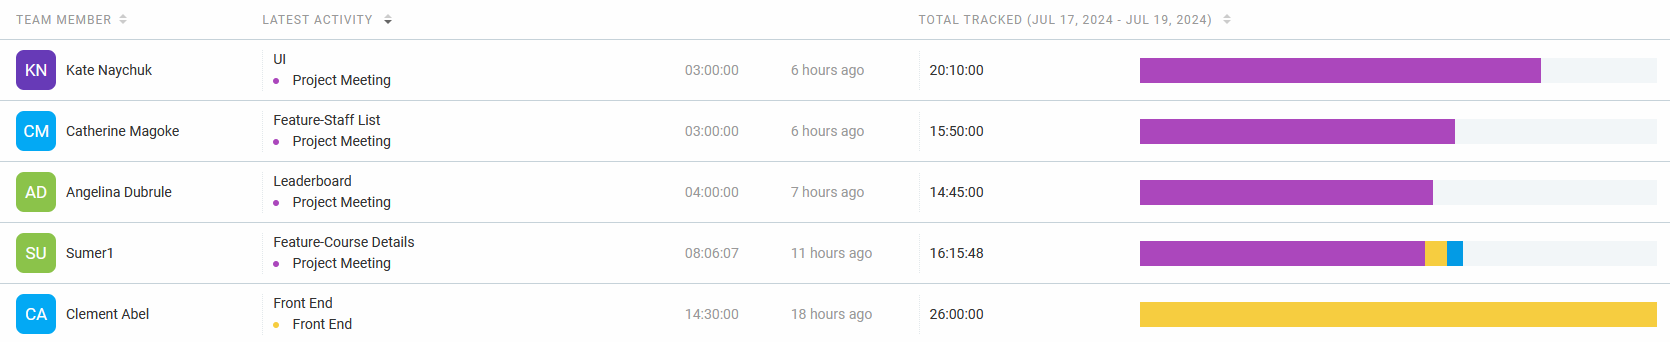 TEAM MEMBER LATEST ACTIVITY TOTAL TRACKED (JUL 17, 2024 - JUL 19, 2024)
KN Kate Naychuk UI 03:00:00 6 hours ago 20:10:00
Project Meeting
CM Catherine Magoke Feature-Staff List 03:00:00 6 hours ago 15:50:00
Project Meeting
AD Angelina Dubrule Leaderboard 04:00:00 7 hours ago 14:45:00
Project Meeting
SU Sumer1 Feature-Course Details 08:06:07 11 hours ago 16:15:48
Project Meeting
CA Clement Abel Front End 14:30:00 18 hours ago 26:00:00
Front End